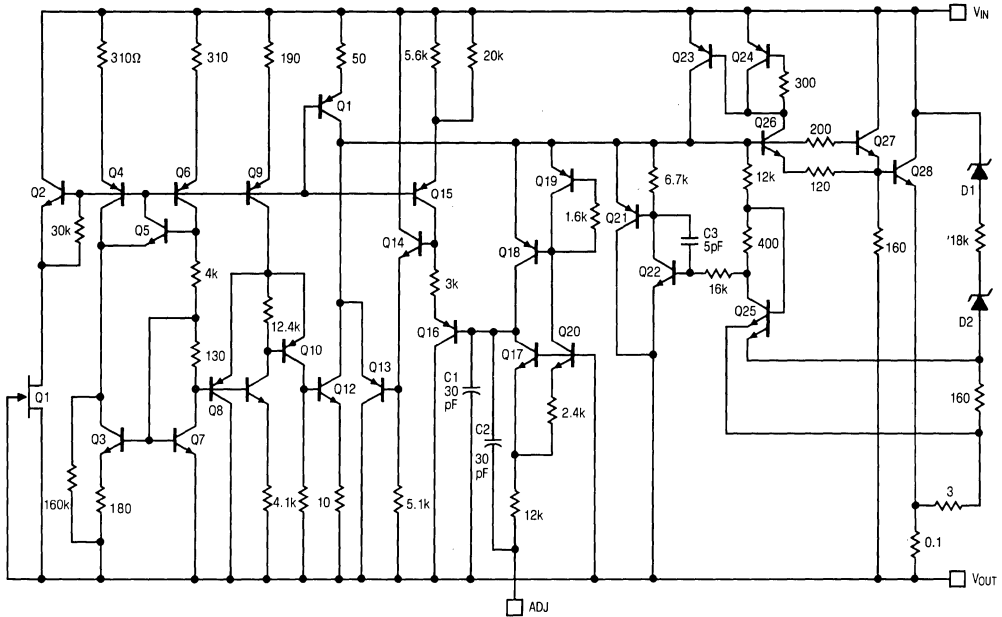 VIN
310Ω
310
190
50
5.6k
20k
Q23
Q24
300
Q1
Q26
200
Q27
Q4
Q6
Q9
Q2
Q15
Q19
6.7k
12k
120
Q28
D1
30k
Q5
Q14
1.6k
Q21
C3
5pF
400
160
'18k
Q18
4k
3k
Q22
16k
Q25
D2
12.4k
Q16
Q17
Q20
130
Q10
Q13
C1
30
pF
Q1
Q8
Q12
160
2.4k
Q3
Q7
C2
30
pF
160k
180
4.1k
10
5.1k
12k
3
0.1
VOUT
ADJ